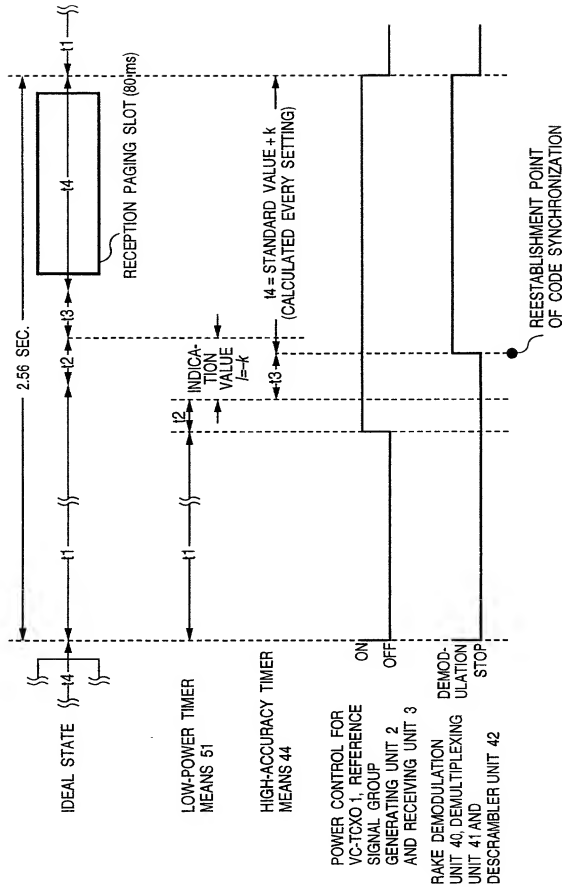 2.56 SEC.
IDEAL STATE
t4
t1
t2
t3
t4
t1
RECEPTION PAGING SLOT (80 ms)
LOW-POWER TIMER
MEANS 51
t1
t2
INDICA-
TION
VALUE
l=-k
HIGH-ACCURACY TIMER
MEANS 44
t3
t4 = STANDARD VALUE + k
(CALCULATED EVERY SETTING)
POWER CONTROL FOR
VC-TCXO 1, REFERENCE
SIGNAL GROUP
GENERATING UNIT 2
AND RECEIVING UNIT 3
ON
OFF
RAKE DEMODULATION
UNIT 40, DEMULTIPLEXING
UNIT 41 AND
DESCRAMBLER UNIT 42
DEMOD-
ULATION
STOP
REESTABLISHMENT POINT
OF CODE SYNCHRONIZATION